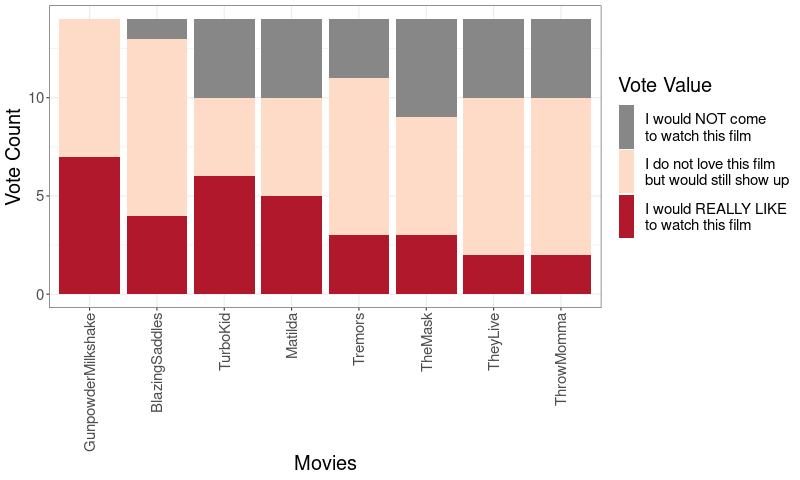 Vote Count
10
5
0
GunpowderMilkshake
BlazingSaddles
TurboKid
Matilda
Tremors
TheMask
TheyLive
ThrowMomma
Movies
Vote Value
I would NOT come
to watch this film
I do not love this film
but would still show up
I would REALLY LIKE
to watch this film